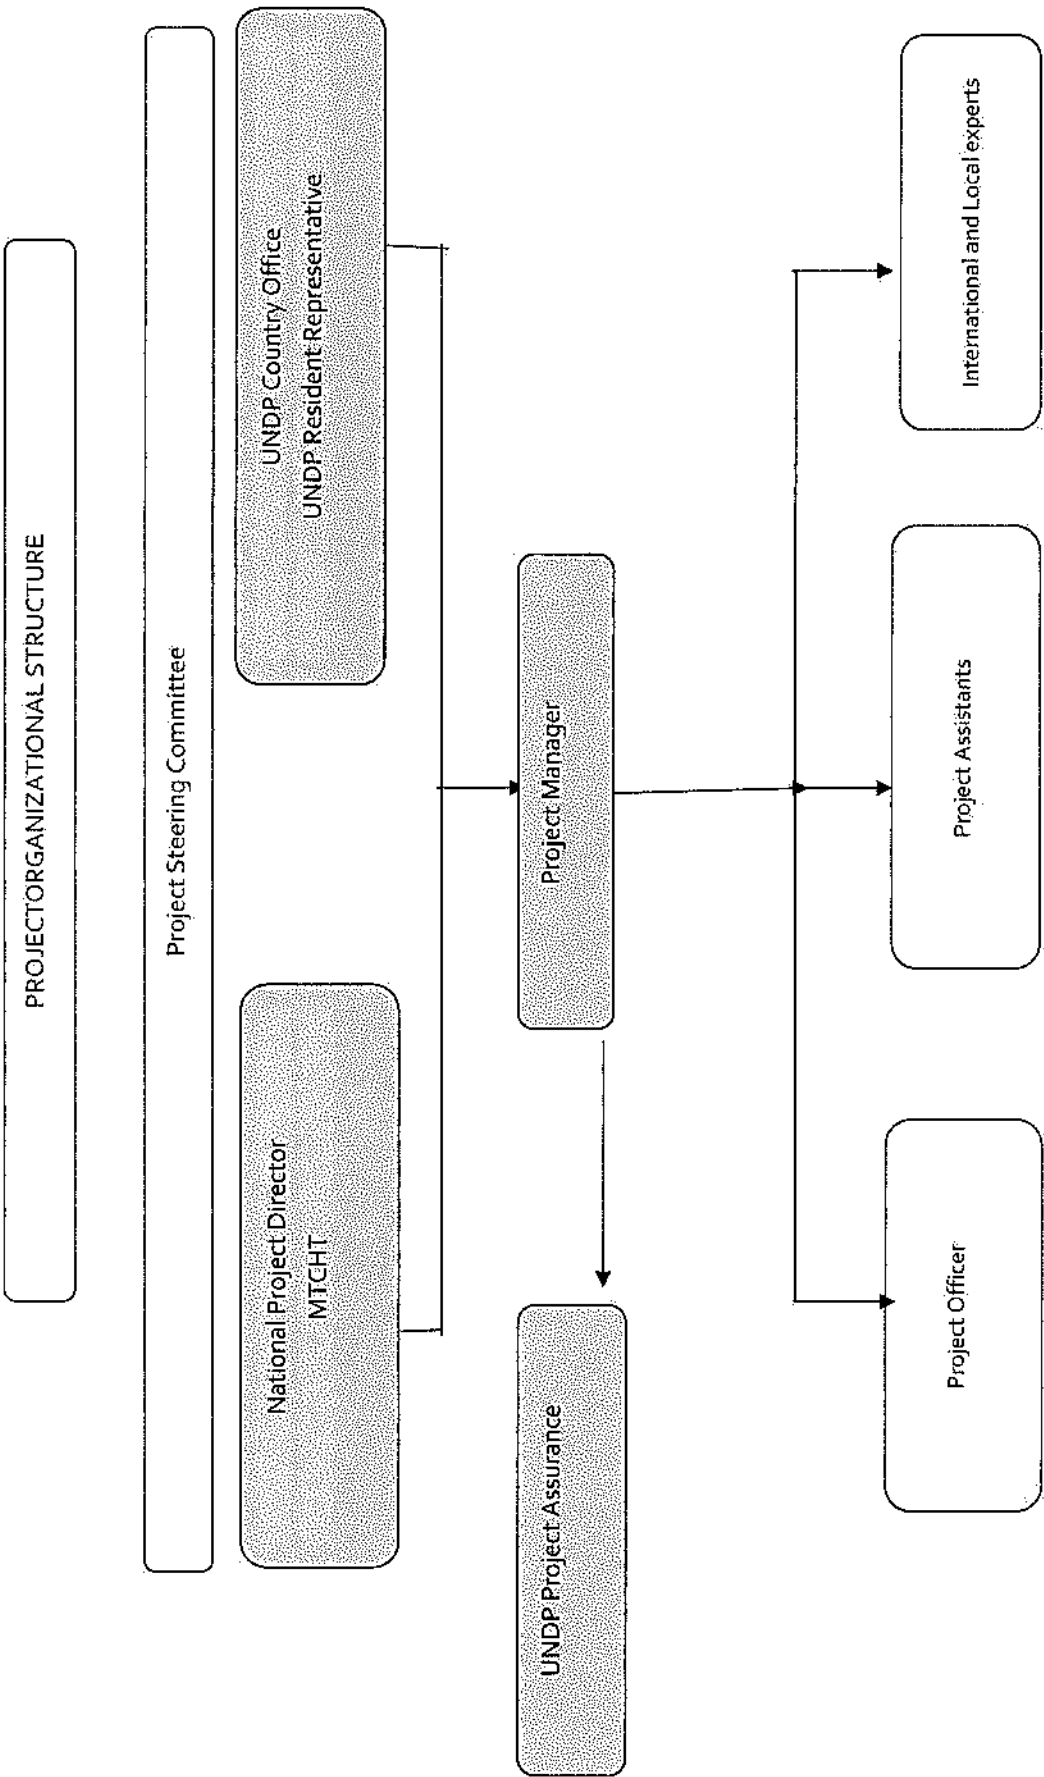 PROJECTORGANIZATIONAL STRUCTURE
Project Steering Committee
National Project Director
MTCHT
UNDP Country Office
UNDP Resident Representative
UNDP Project Assurance
Project Manager
Project Officer
Project Assistants
International and Local experts